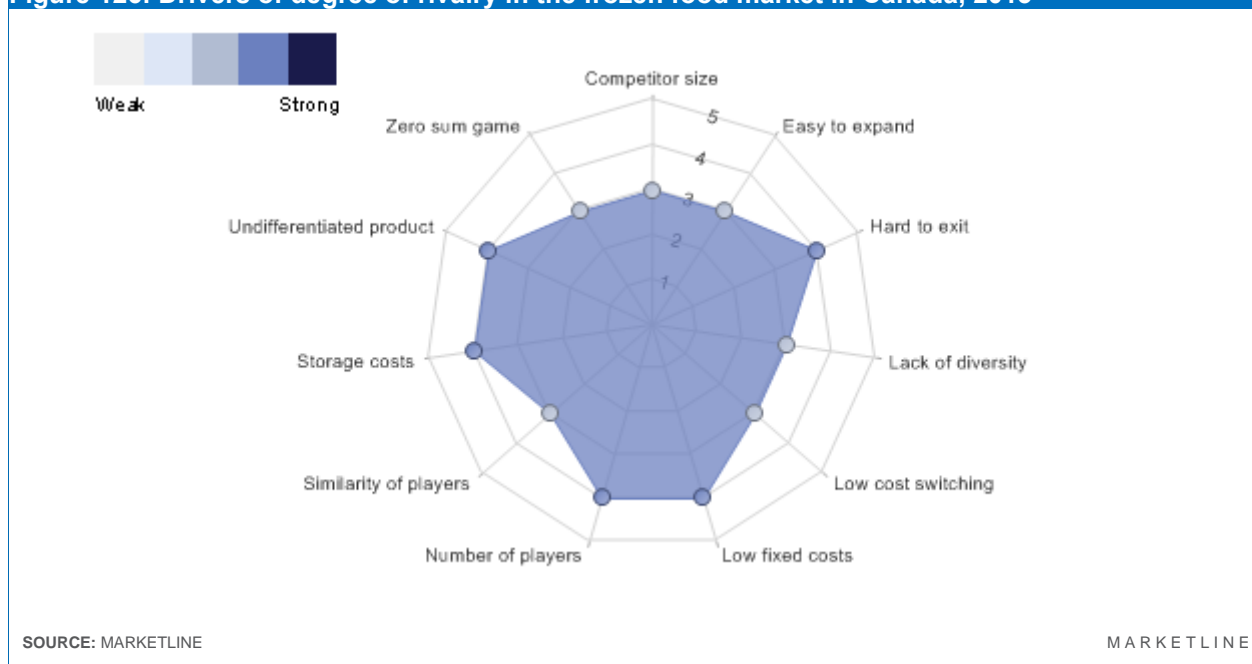 Weak Strong
Competitor size
Zero sum game
5
Easy to expand
4
3
Undifferentiated product
Hard to exit
2
1
Storage costs
Lack of diversity
Similarity of players
Low cost switching
Number of players
Low fixed costs
SOURCE: MARKETLINE
MARKETLINE